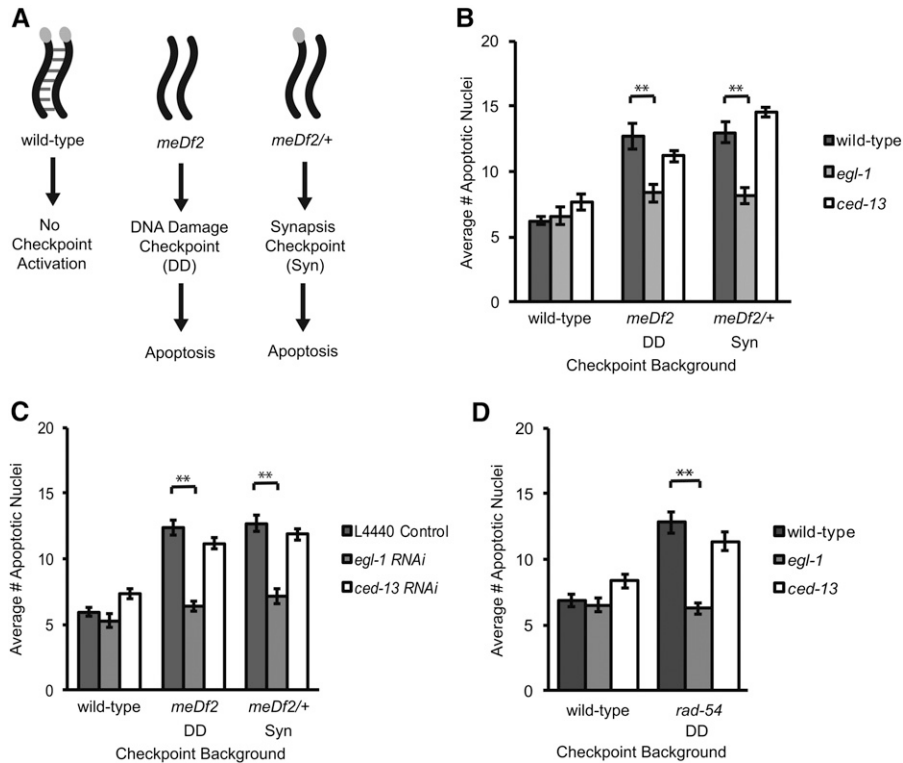 A
wild-type
meDf2
meDf2/+
No
Checkpoint
Activation
DNA Damage
Checkpoint
(DD)
Synapsis
Checkpoint
(Syn)
Apoptosis
Apoptosis
B
Average # Apoptotic Nuclei
20
15
10
5
0
**
**
wild-type
meDf2
meDf2/+
DD
Syn
Checkpoint Background
wild-type
egl-1
ced-13
C
Average # Apoptotic Nuclei
20
15
10
5
0
**
**
wild-type
meDf2
meDf2/+
DD
Syn
Checkpoint Background
L4440 Control
egl-1 RNAi
ced-13 RNAi
D
Average # Apoptotic Nuclei
20
15
10
5
0
**
wild-type
rad-54
DD
Checkpoint Background
wild-type
egl-1
ced-13